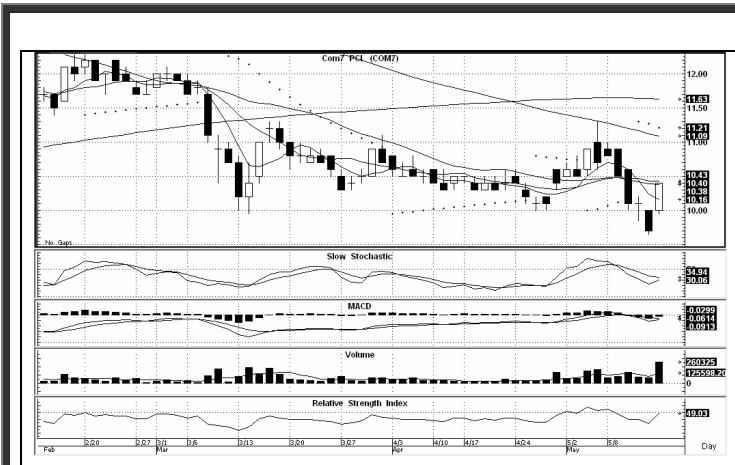 Com7 PCL (COM7)
12.00
11.63
11.50
11.21
11.09
11.00
10.43
10.40
10.38
10.16
10.00
No. Gaps
Slow Stochastic
34.94
30.06
MACD
-0.0299
-0.0614
-0.0913
Volume
260325
125598.20
0
Relative Strength Index
49.03
2/20 2/27 3/1 3/6 3/13 3/20 3/27 4/3 4/10 4/17 4/24 5/2 5/8
Feb Mar Apr May Day